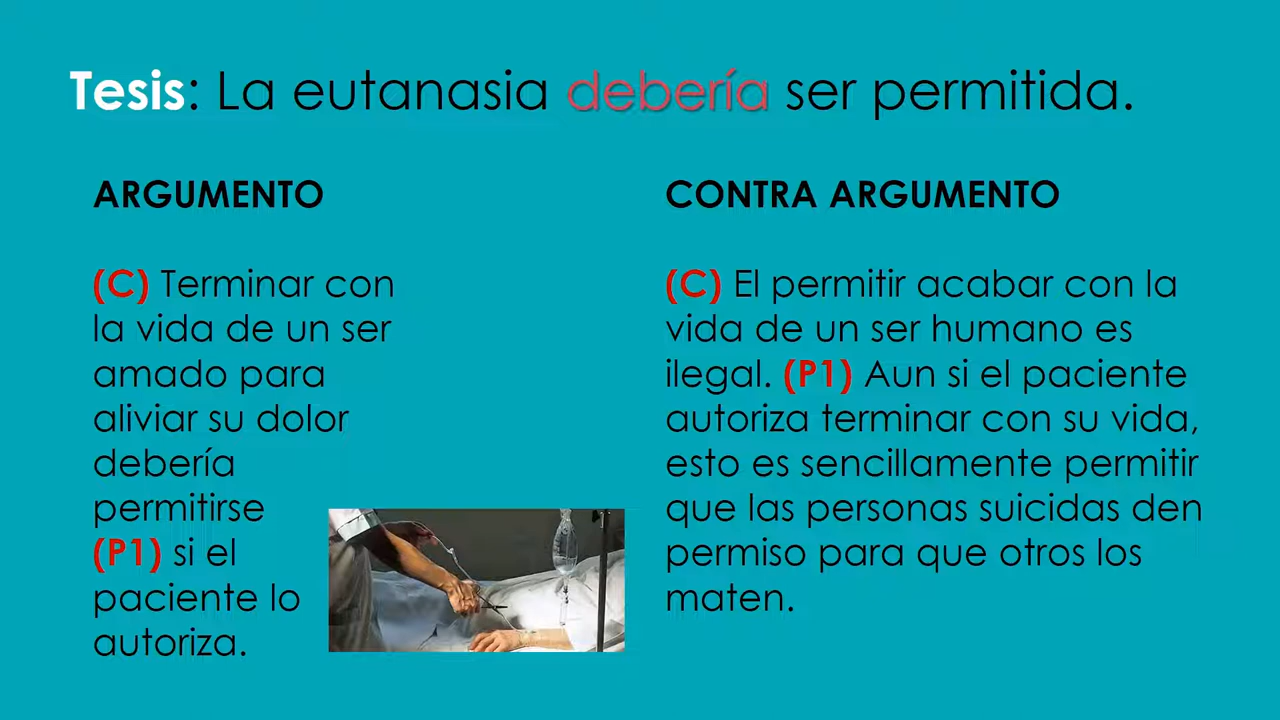 Tesis: La eutanasia debería ser permitida.
ARGUMENTO
(C) Terminar con
la vida de un ser
amado para
aliviar su dolor
debería
permitirse
(P1) si el
paciente lo
autoriza.
CONTRA ARGUMENTO
(C) El permitir acabar con la
vida de un ser humano es
ilegal. (P1) Aun si el paciente
autoriza terminar con su vida,
esto es sencillamente permitir
que las personas suicidas den
permiso para que otros los
maten.